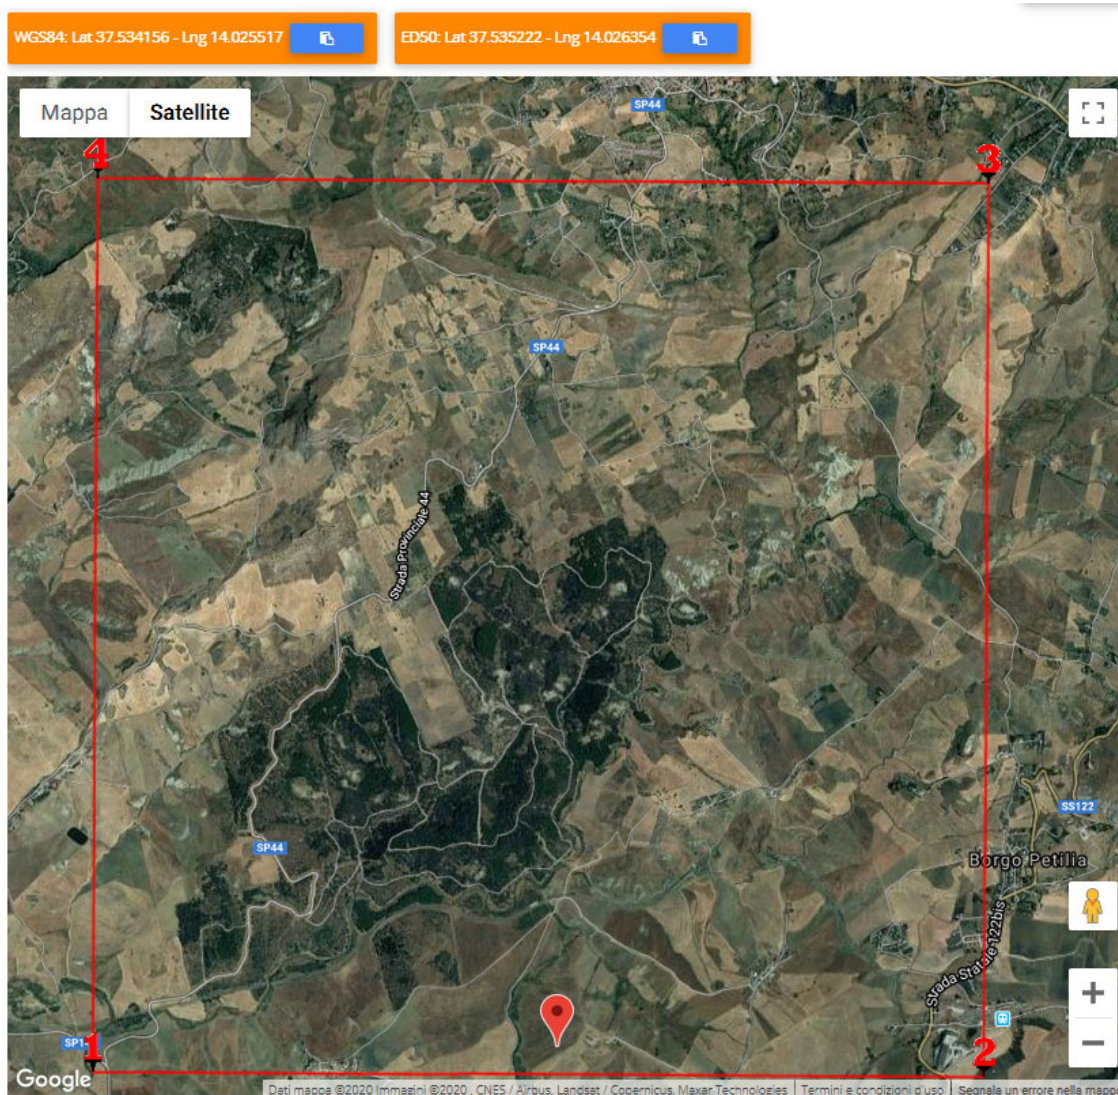 WGS84: Lat 37.534156 - Lng 14.025517
ED50: Lat 37.535222 - Lng 14.026354
Mappa
Satellite
SP44
4
3
SP44
Strada Provinciale 44
SS122
SP44
Borgo Petilia
Strada Statale 122bis
1
2
Google
Dati mappa ©2020 Immagini ©2020 , CNES / Airbus, Landsat / Copernicus, Maxar Technologies
Termini e condizioni d'uso
Segnala un errore nella mappa